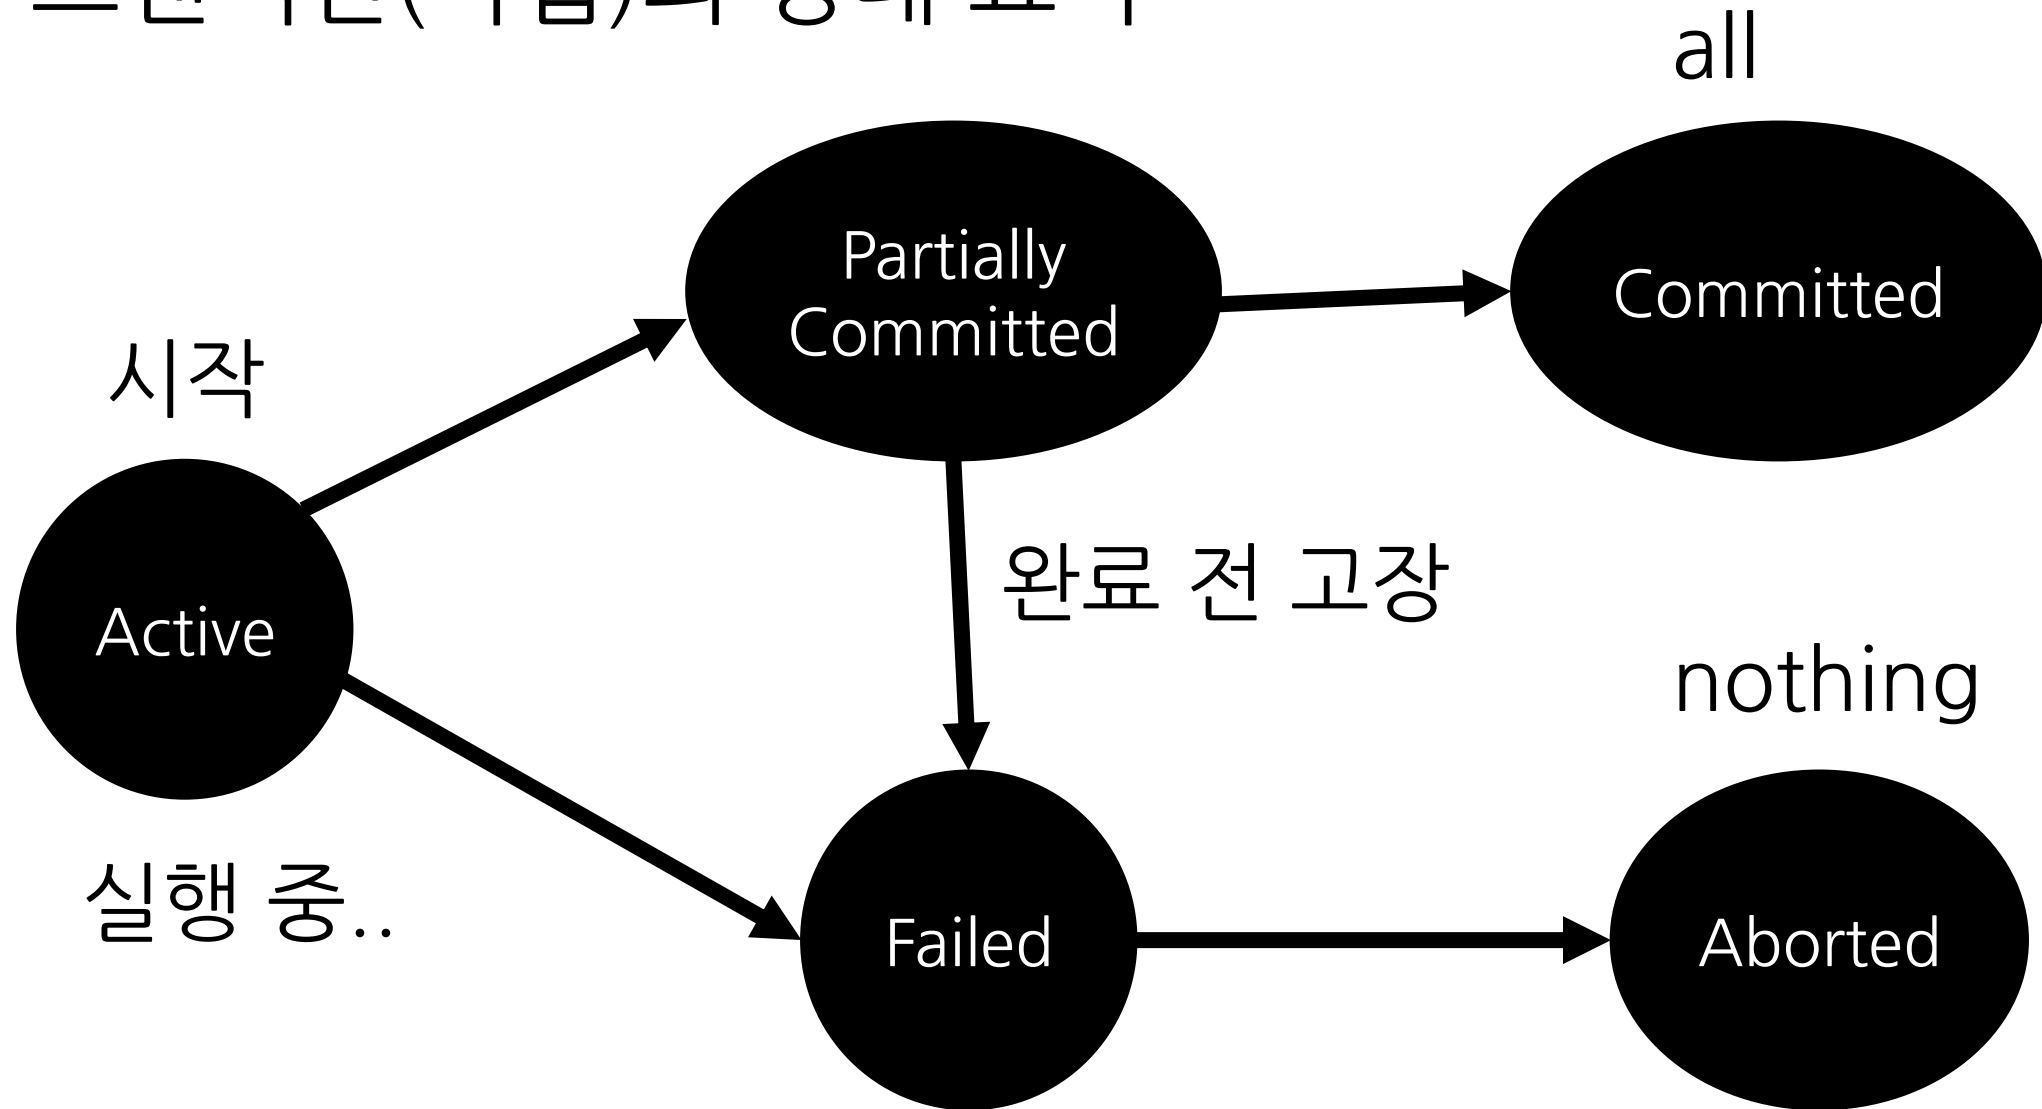 all
Partially
Committed
Committed
시작
Active
완료 전 고장
nothing
실행 중..
Failed
Aborted